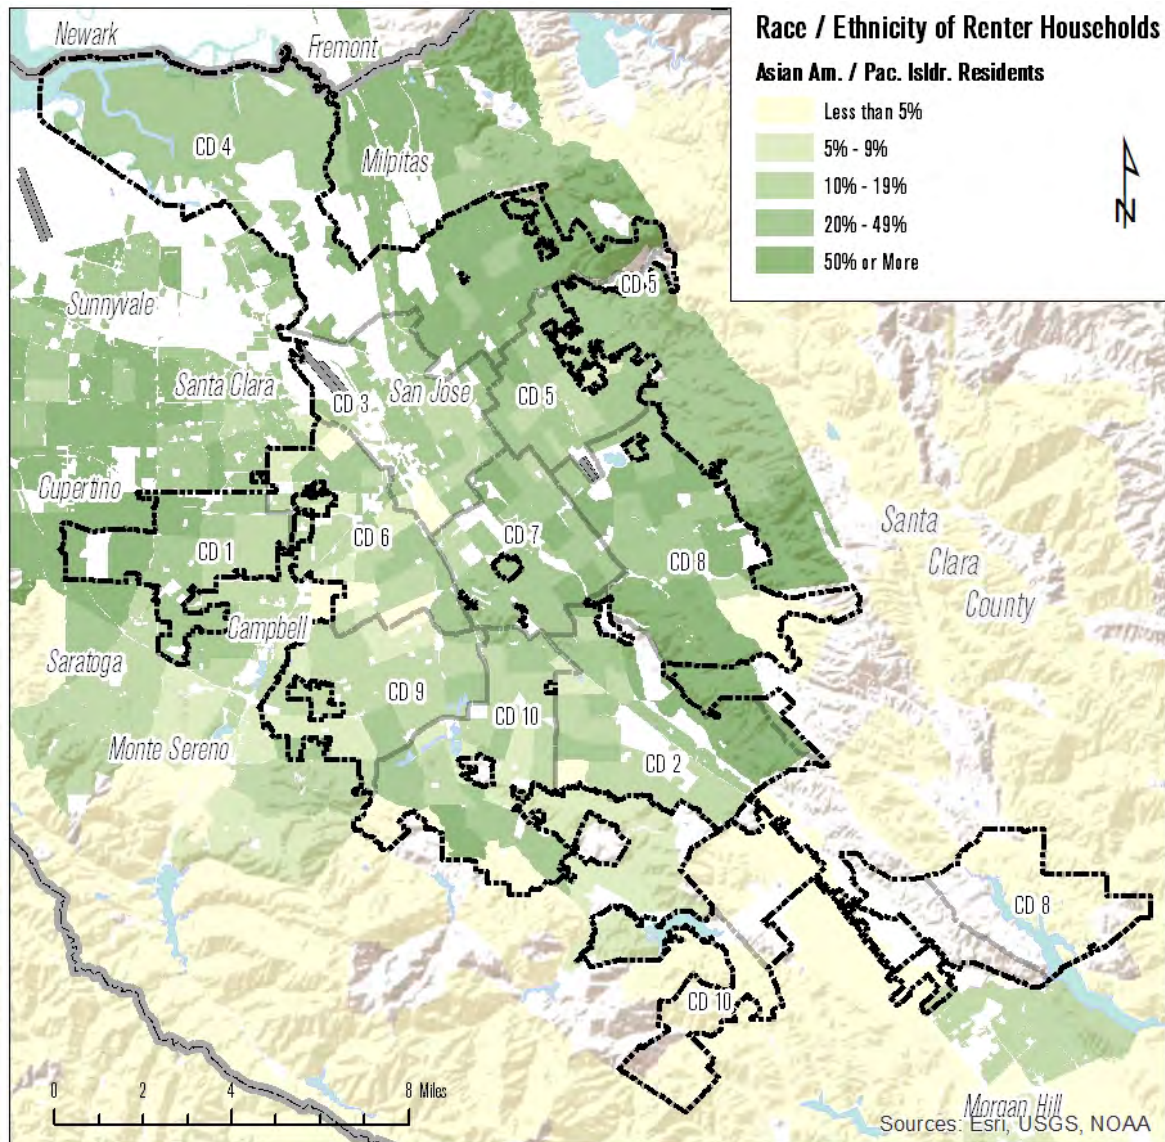 Race / Ethnicity of Renter Households
Asian Am. / Pac. Isldr. Residents
Less than 5%
5% - 9%
10% - 19%
20% - 49%
50% or More
N
Newark
Fremont
CD 4
Milpitas
CD 5
Sunnyvale
Santa Clara
CD 3
San Jose
CD 5
Cupertino
CD 1
CD 6
CD 7
CD 8
Santa
Clara
County
Campbell
Saratoga
CD 9
CD 10
Monte Sereno
CD 2
CD 8
CD 10
0 2 4 8 Miles
Morgan Hill
Sources: Esri, USGS, NOAA